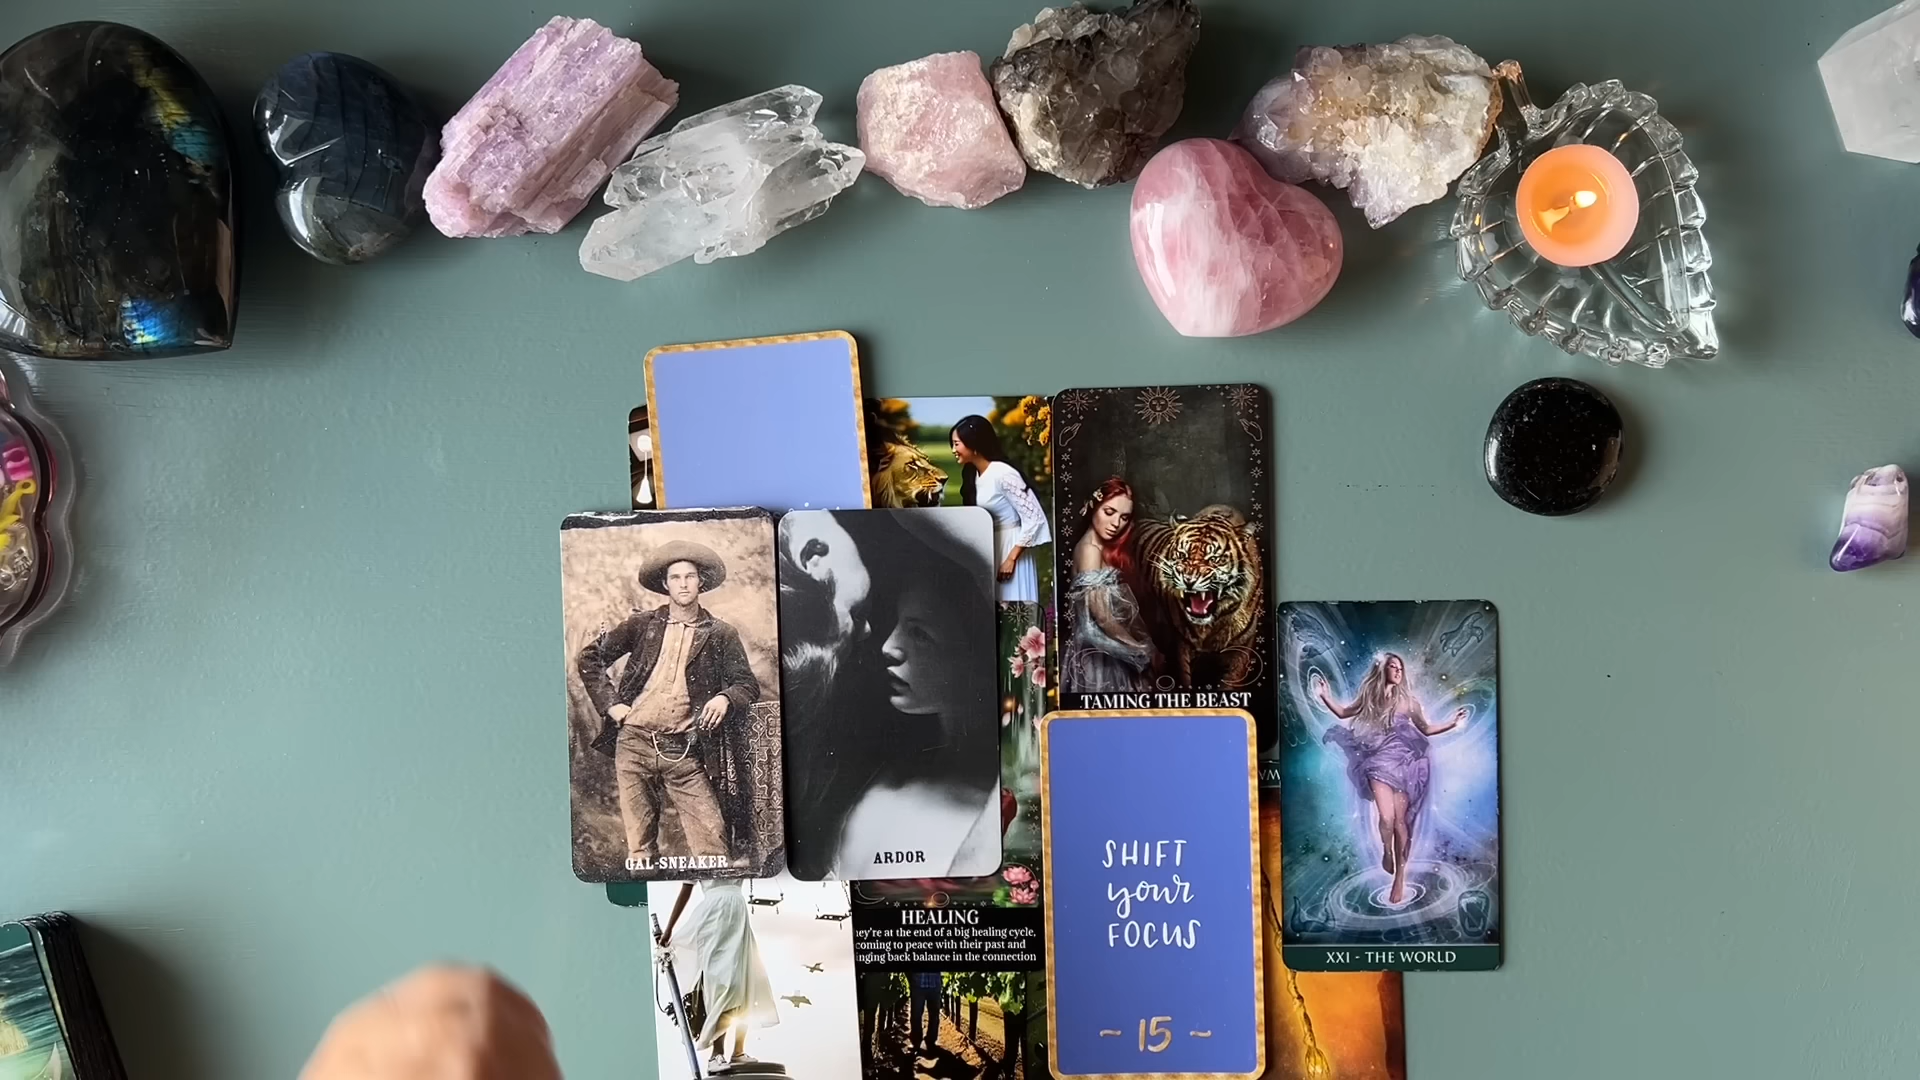 TAMING THE BEAST
GAL-SNEAKER
ARDOR
HEALING
hey're at the end of a big healing cycle,
coming to peace with their past and
inging back balance in the connection
SHIFT
your
FOCUS
~ 15 ~
XXI - THE WORLD